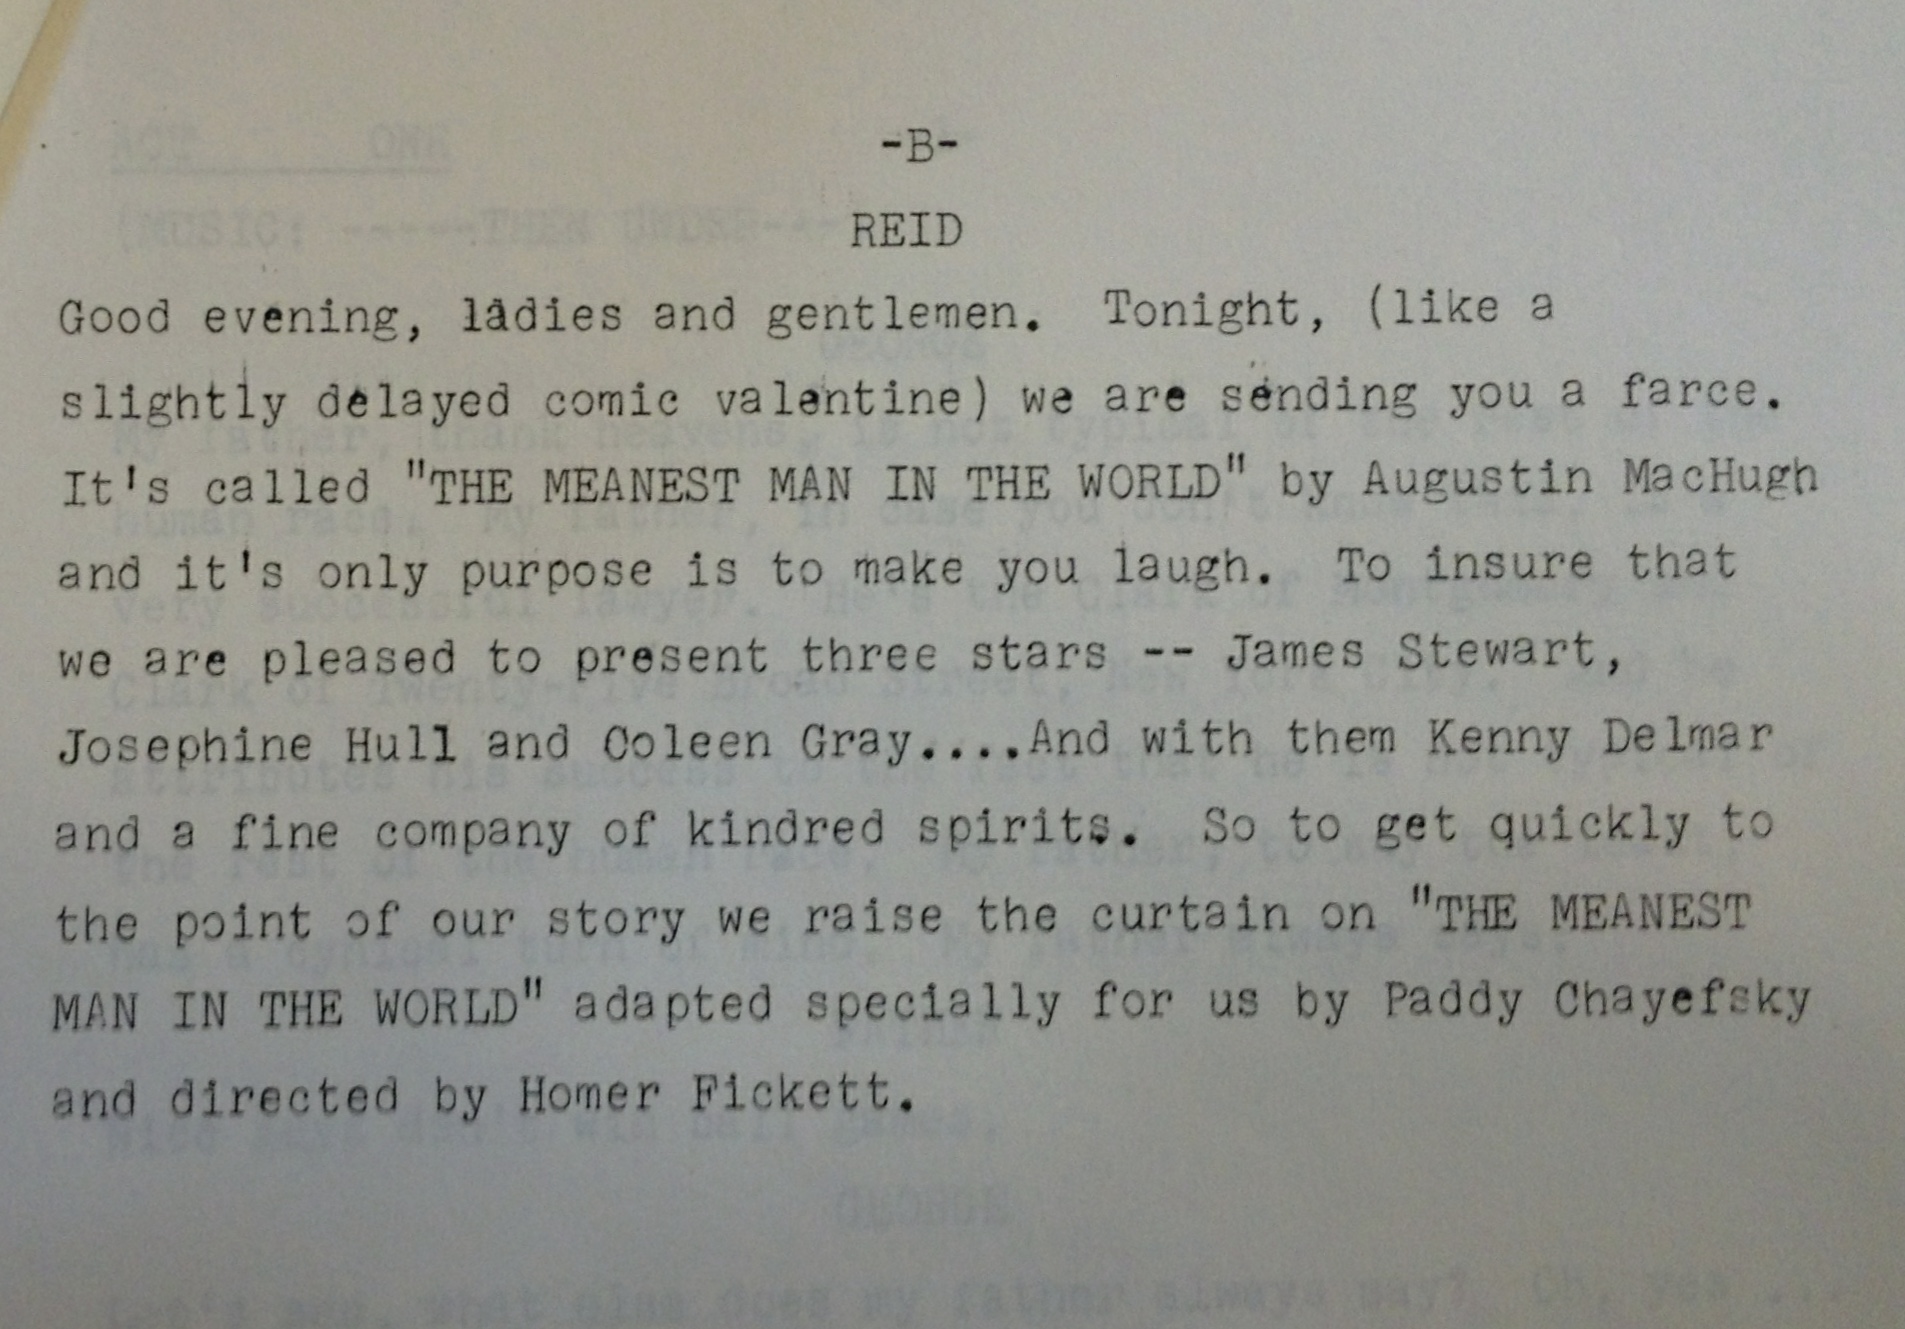 -B-
REID
Good evening, ladies and gentlemen.  Tonight, (like a
slightly delayed comic valentine) we are sending you a farce.
It's called "THE MEANEST MAN IN THE WORLD" by Augustin MacHugh
and it's only purpose is to make you laugh.  To insure that
we are pleased to present three stars -- James Stewart,
Josephine Hull and Coleen Gray....And with them Kenny Delmar
and a fine company of kindred spirits.  So to get quickly to
the point of our story we raise the curtain on "THE MEANEST
MAN IN THE WORLD" adapted specially for us by Paddy Chayefsky
and directed by Homer Fickett.